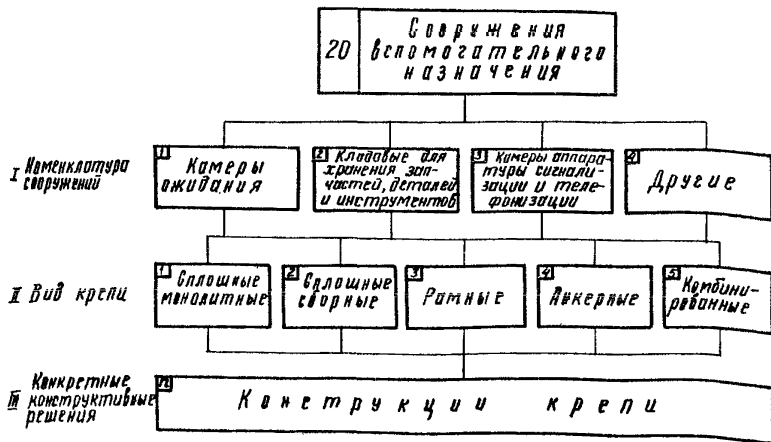 20
Сооружения
вспомогательного
назначения
I Номенклатура
сооружений
1 Камеры
ожидания
2 Кладовые для
хранения зап-
частей, деталей
и инструментов
3 Камеры аппара-
туры сигнали-
зации и теле-
фонизации
4 Другие
II Вид крепи
1 Сплошные
монолитные
2 Сплошные
сборные
3 Рамные
4 Анкерные
5 Комбини-
рованные
III Конкретные
конструктивные
решения
n Конструкции крепи